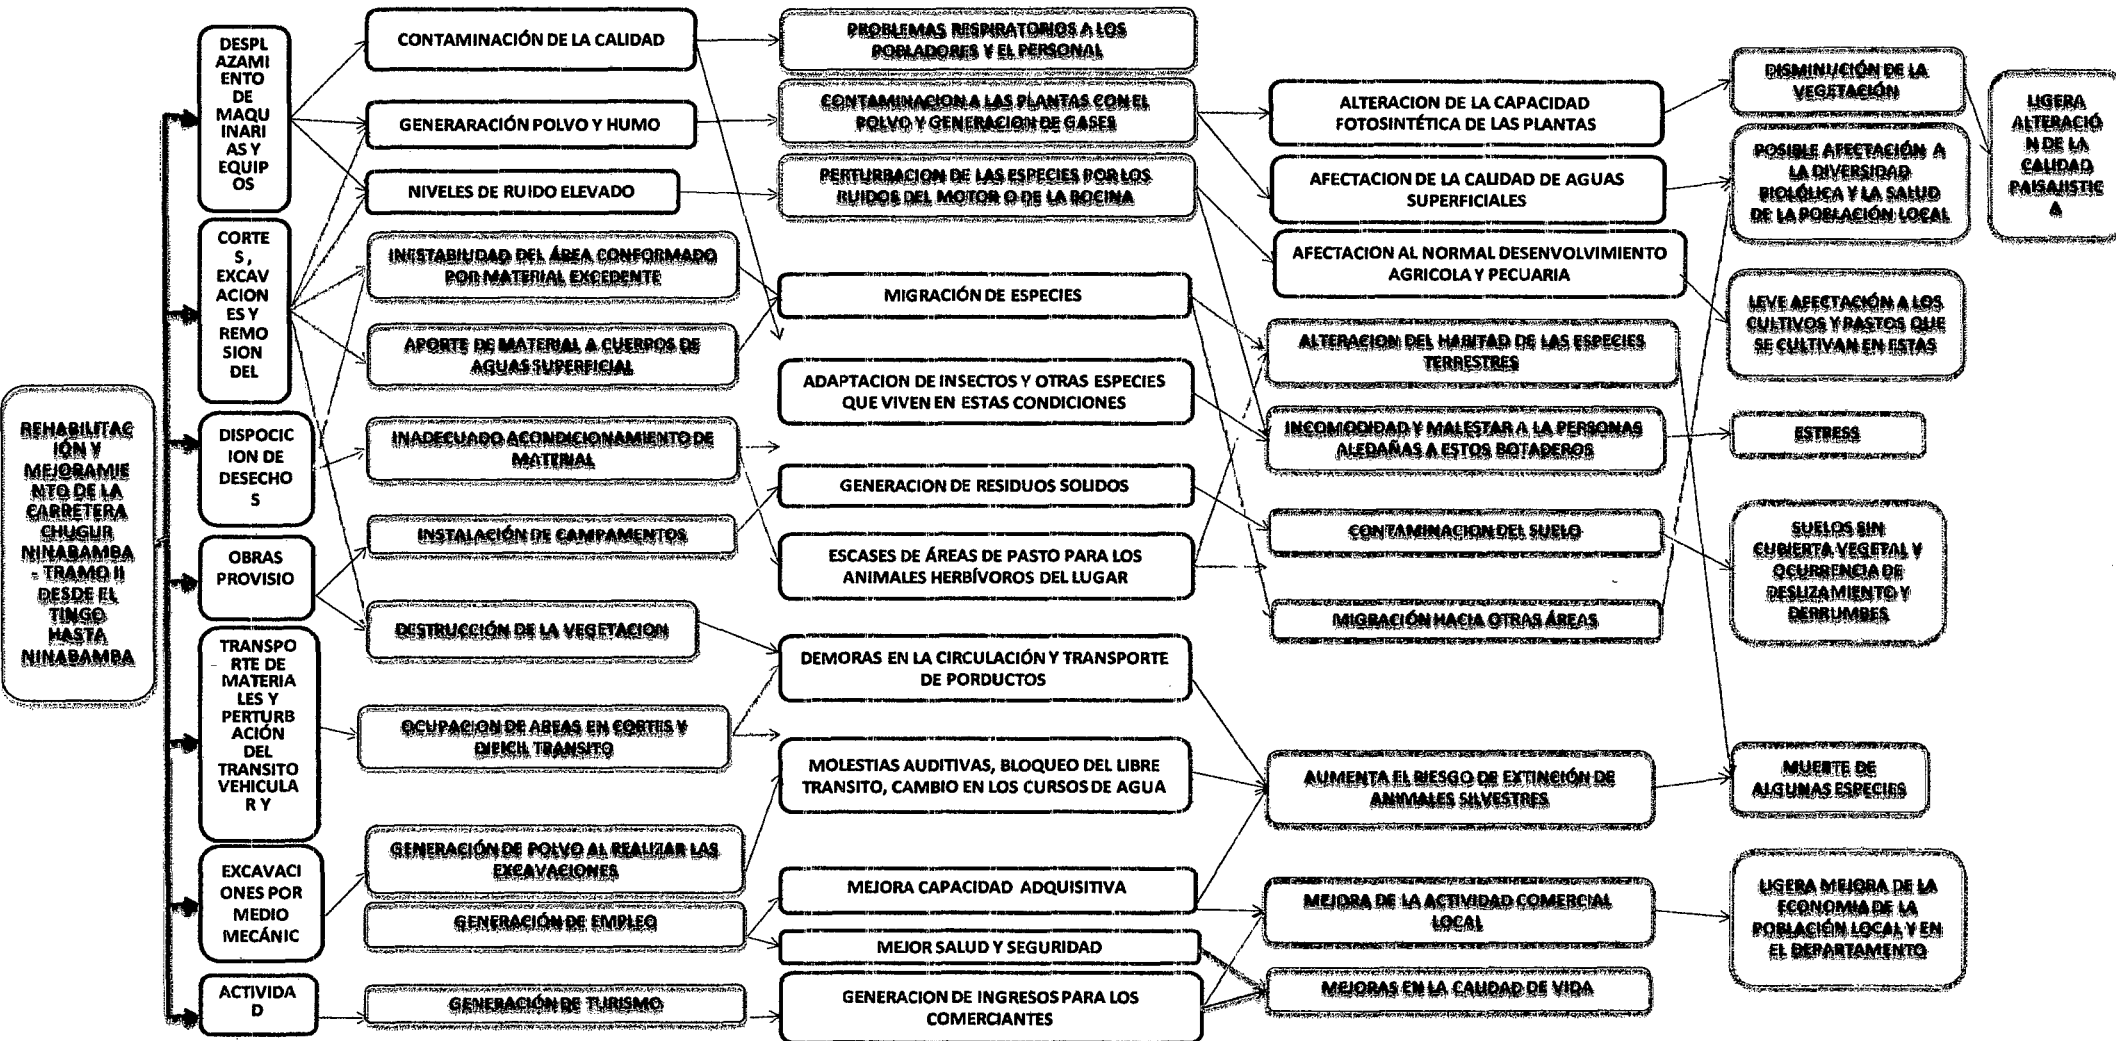 REHABILITAC
IÓN Y
MEJORAMIE
NTO DE LA
CARRETERA
CHUGUR
NINABAMBA
- TRAMO II
DESDE EL
TINGO
HASTA
NINABAMBA
DESPL
AZAMI
ENTO
DE
MAQU
INARI
AS Y
EQUIP
OS
CORTE
S ,
EXCAV
ACION
ES Y
REMO
SION
DEL
DISPOCIC
ION DE
DESECHO
S
OBRAS
PROVISIO
TRANSPO
RTE DE
MATERIA
LES Y
PERTURB
ACIÓN
DEL
TRANSITO
VEHICULA
R Y
EXCAVACI
ONES POR
MEDIO
MECÁNIC
ACTIVIDA
D
CONTAMINACIÓN DE LA CALIDAD
GENERARACIÓN POLVO Y HUMO
NIVELES DE RUIDO ELEVADO
INESTABILIDAD DEL ÁREA CONFORMADO
POR MATERIAL EXCEDENTE
APORTE DE MATERIAL A CUERPOS DE
AGUAS SUPERFICIAL
INADECUADO ACONDICIONAMIENTO DE
MATERIAL
INSTALACIÓN DE CAMPAMENTOS
DESTRUCCIÓN DE LA VEGETACION
OCUPACION DE AREAS EN CORTES Y
DIFICIL TRANSITO
GENERACIÓN DE POLVO AL REALIZAR LAS
EXCAVACIONES
GENERACIÓN DE EMPLEO
GENERACIÓN DE TURISMO
PROBLEMAS RESPIRATORIOS A LOS
POBLADORES Y EL PERSONAL
CONTAMINACION A LAS PLANTAS CON EL
POLVO Y GENERACION DE GASES
PERTURBACION DE LAS ESPECIES POR LOS
RUIDOS DEL MOTOR O DE LA BOCINA
MIGRACIÓN DE ESPECIES
ADAPTACION DE INSECTOS Y OTRAS ESPECIES
QUE VIVEN EN ESTAS CONDICIONES
GENERACION DE RESIDUOS SOLIDOS
ESCASES DE ÁREAS DE PASTO PARA LOS
ANIMALES HERBÍVOROS DEL LUGAR
DEMORAS EN LA CIRCULACIÓN Y TRANSPORTE
DE PORDUCTOS
MOLESTIAS AUDITIVAS, BLOQUEO DEL LIBRE
TRANSITO, CAMBIO EN LOS CURSOS DE AGUA
MEJORA CAPACIDAD ADQUISITIVA
MEJOR SALUD Y SEGURIDAD
GENERACION DE INGRESOS PARA LOS
COMERCIANTES
ALTERACION DE LA CAPACIDAD
FOTOSINTÉTICA DE LAS PLANTAS
AFECTACION DE LA CALIDAD DE AGUAS
SUPERFICIALES
AFECTACION AL NORMAL DESENVOLVIMIENTO
AGRICOLA Y PECUARIA
ALTERACION DEL HABITAD DE LAS ESPECIES
TERRESTRES
INCOMODIDAD Y MALESTAR A LA PERSONAS
ALEDAÑAS A ESTOS BOTADEROS
CONTAMINACION DEL SUELO
MIGRACIÓN HACIA OTRAS ÁREAS
AUMENTA EL RIESGO DE EXTINCIÓN DE
ANIMALES SILVESTRES
MEJORA DE LA ACTIVIDAD COMERCIAL
LOCAL
MEJORAS EN LA CALIDAD DE VIDA
DISMINUCIÓN DE LA
VEGETACIÓN
POSIBLE AFECTACIÓN A
LA DIVERSIDAD
BIOLÓLICA Y LA SALUD
DE LA POBLACIÓN LOCAL
LEVE AFECTACIÓN A LOS
CULTIVOS Y PASTOS QUE
SE CULTIVAN EN ESTAS
ESTRESS
SUELOS SIN
CUBIERTA VEGETAL Y
OCURRENCIA DE
DESLIZAMIENTO Y
DERRUMBES
MUERTE DE
ALGUNAS ESPECIES
LIGERA MEJORA DE LA
ECONOMIA DE LA
POBLACIÓN LOCAL Y EN
EL DEPARTAMENTO
LIGERA
ALTERACIÓ
N DE LA
CALIDAD
PAISAJISTIC
A